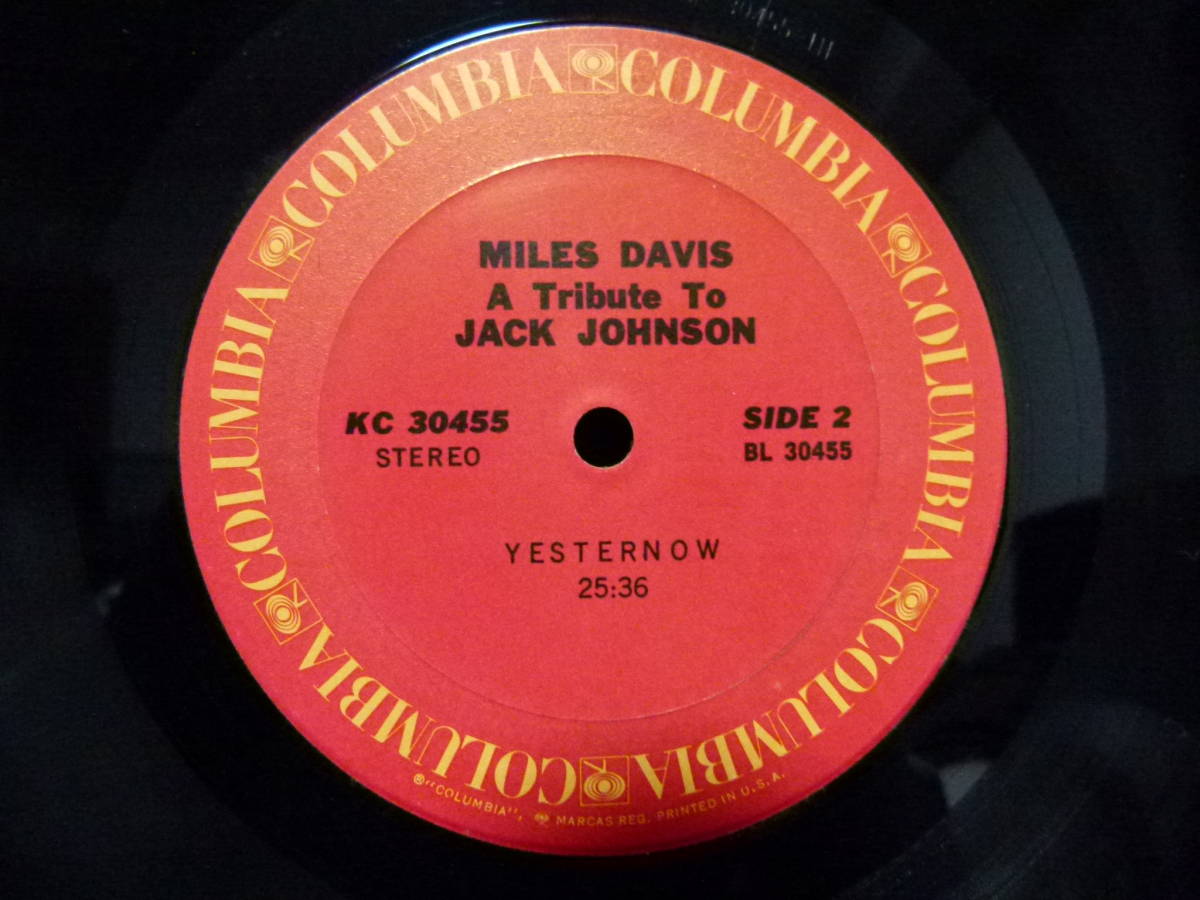 COLUMBIA COLUMBIA COLUMBIA COLUMBIA COLUMBIA COLUMBIA
MILES DAVIS
A Tribute To
JACK JOHNSON
KC 30455
STEREO
SIDE 2
BL 30455
YESTERNOW
25:36
®"COLUMBIA", MARCAS REG. PRINTED IN U.S.A.